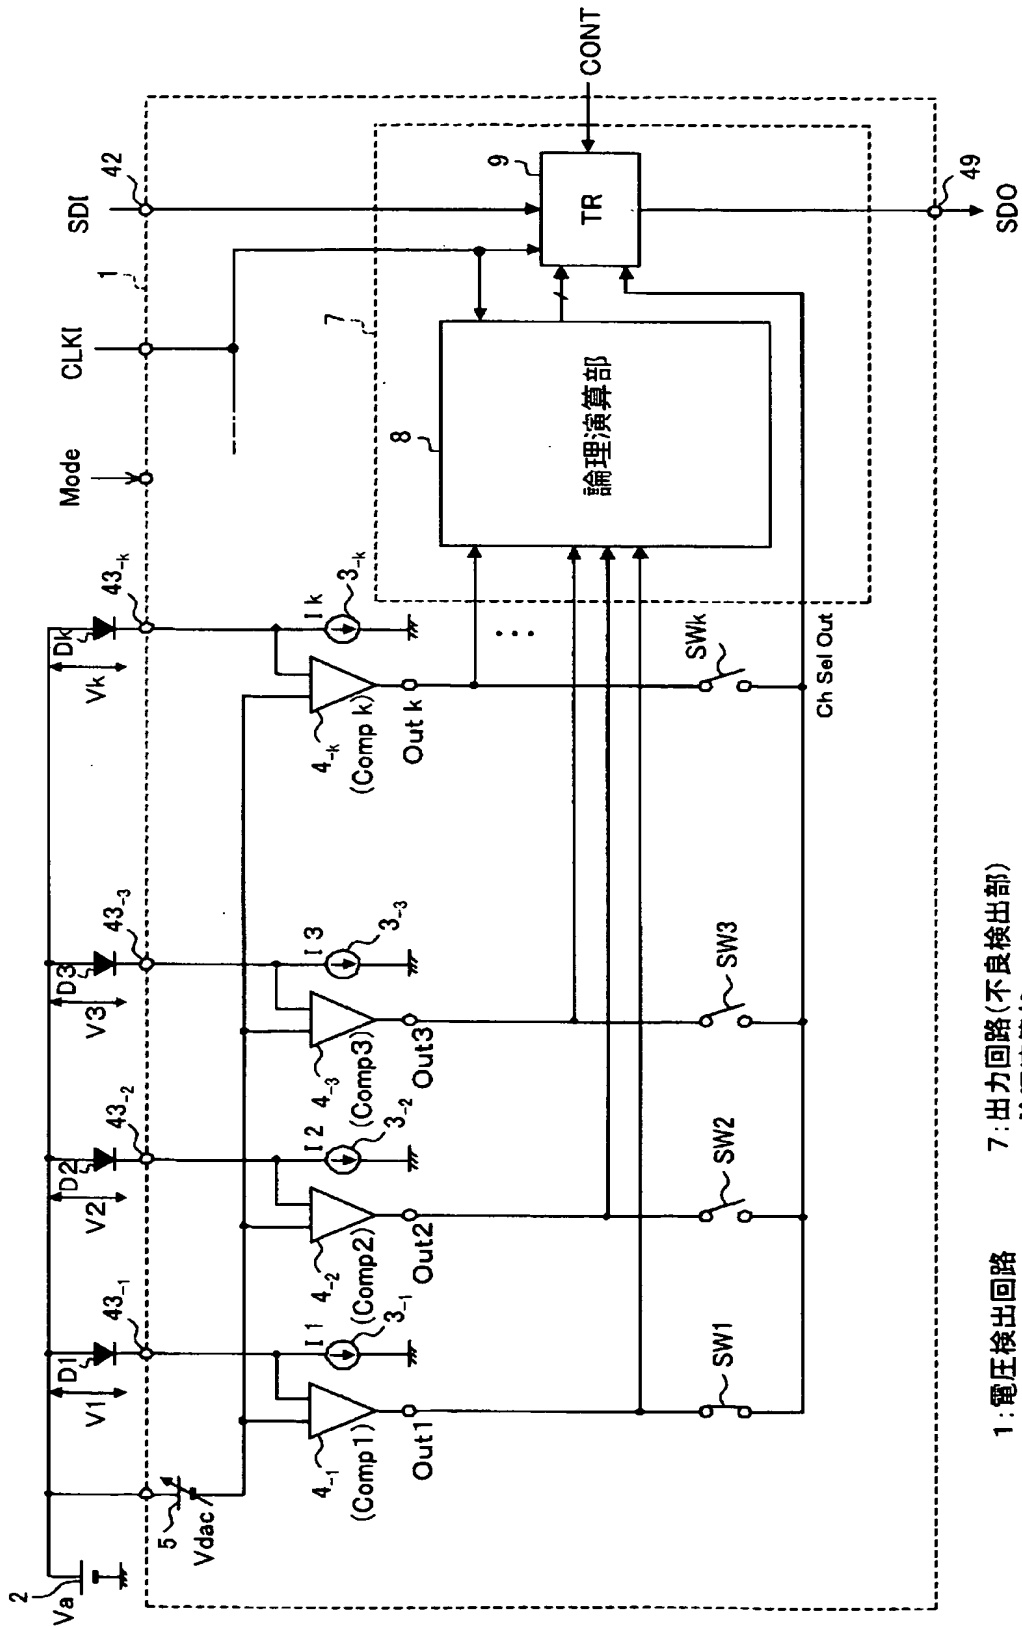 2
Va
5
Vdac
D1
V1
43-1
I1
3-1
4-1
(Comp1)
Out1
SW1
D2
V2
43-2
I2
3-2
4-2
(Comp2)
Out2
SW2
D3
V3
43-3
I3
3-3
4-3
(Comp3)
Out3
SW3
Dk
Vk
43-k
Ik
3-k
4-k
(Comp k)
Out k
SWk
...
Ch Sel Out
Mode
CLKI
1
SDI
42
7
8
論理演算部
9
TR
CONT
49
SDO
1:電圧検出回路
7:出力回路(不良検出部)